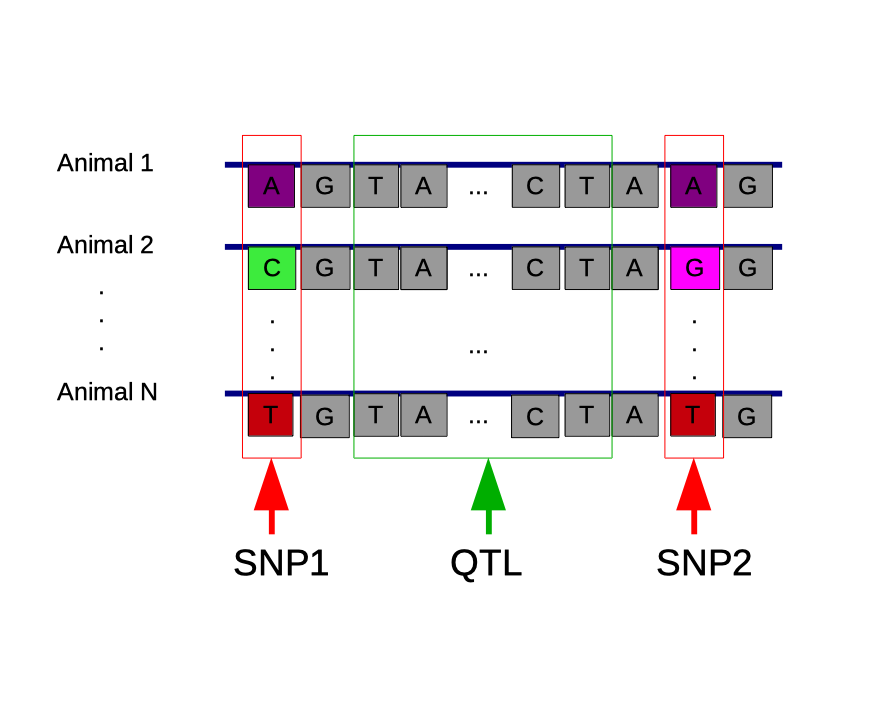 Animal 1 A G T A ... C T A A G
Animal 2 C G T A ... C T A G G
. . .
. ... .
. . .
Animal N T G T A ... C T A T G
SNP1 QTL SNP2